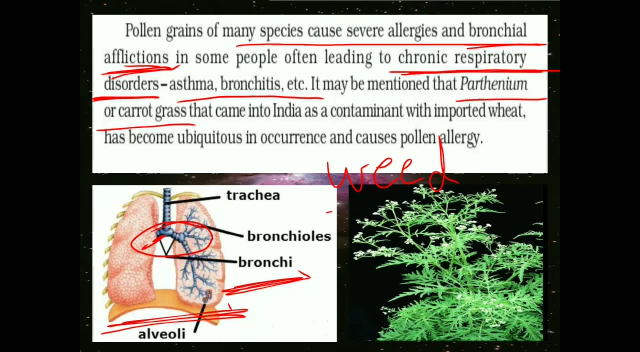 Pollen grains of many species cause severe allergies and bronchial
afflictions in some people often leading to chronic respiratory
disorders – asthma, bronchitis, etc. It may be mentioned that Parthenium
or carrot grass that came into India as a contaminant with imported wheat,
has become ubiquitous in occurrence and causes pollen allergy.
weed
trachea
bronchioles
bronchi
alveoli